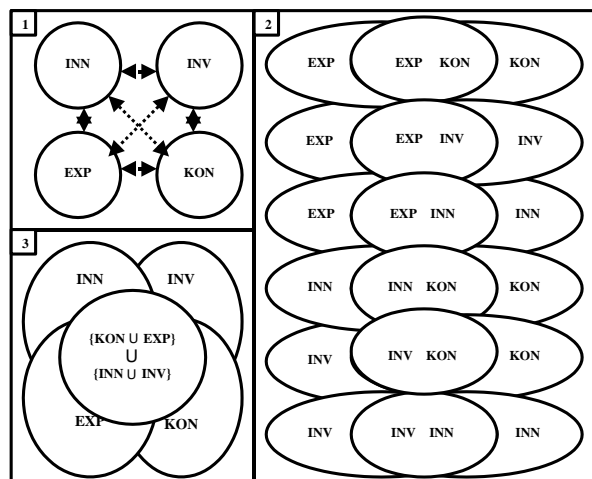 1
INN INV
EXP KON
2
EXP EXP KON KON
EXP EXP INV INV
EXP EXP INN INN
INN INN KON KON
INV INV KON KON
INV INV INN INN
3
INN INV
{KON ∪ EXP}
∪
{INN ∪ INV}
EXP KON